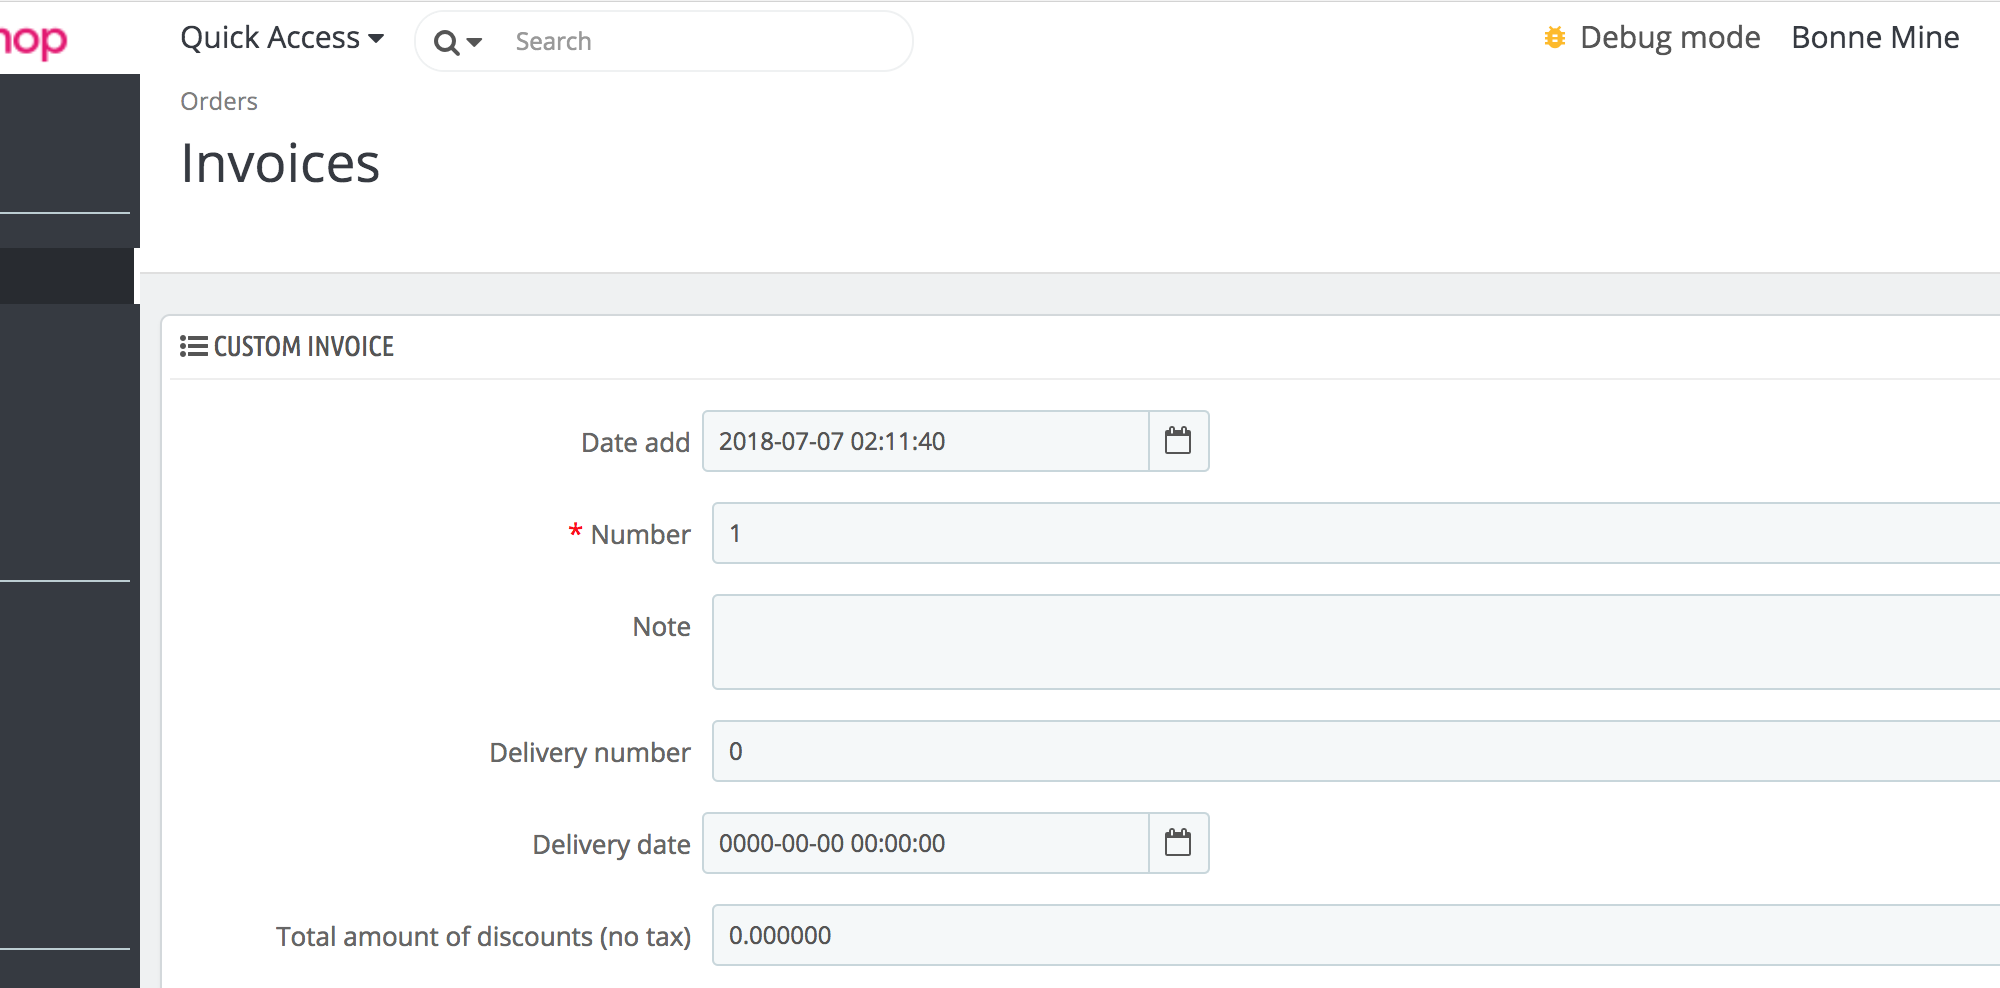 hop
Quick Access
Search
Debug mode
Bonne Mine
Orders
Invoices
CUSTOM INVOICE
Date add
2018-07-07 02:11:40
* Number
1
Note
Delivery number
0
Delivery date
0000-00-00 00:00:00
Total amount of discounts (no tax)
0.000000